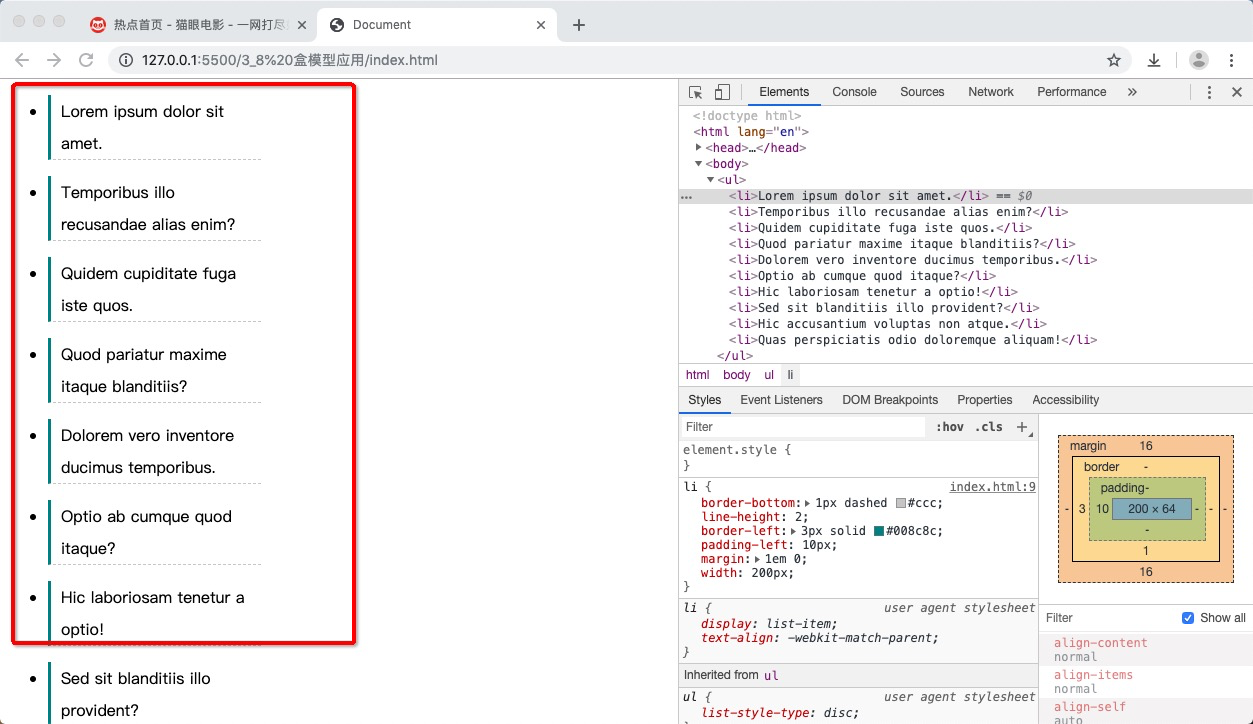 热点首页 - 猫眼电影 - 一网打尽
Document
127.0.0.1:5500/3_8%20盒模型应用/index.html
Lorem ipsum dolor sit
amet.
Temporibus illo
recusandae alias enim?
Quidem cupiditate fuga
iste quos.
Quod pariatur maxime
itaque blanditiis?
Dolorem vero inventore
ducimus temporibus.
Optio ab cumque quod
itaque?
Hic laboriosam tenetur a
optio!
Sed sit blanditiis illo
provident?
Elements Console Sources Network Performance »
<!doctype html>
<html lang="en">
<head>…</head>
<body>
<ul>
<li>Lorem ipsum dolor sit amet.</li> == $0
<li>Temporibus illo recusandae alias enim?</li>
<li>Quidem cupiditate fuga iste quos.</li>
<li>Quod pariatur maxime itaque blanditiis?</li>
<li>Dolorem vero inventore ducimus temporibus.</li>
<li>Optio ab cumque quod itaque?</li>
<li>Hic laboriosam tenetur a optio!</li>
<li>Sed sit blanditiis illo provident?</li>
<li>Hic accusantium voluptas non atque.</li>
<li>Quas perspiciatis odio doloremque aliquam!</li>
</ul>
html body ul li
Styles Event Listeners DOM Breakpoints Properties Accessibility
Filter :hov .cls +
element.style {
}
li { index.html:9
border-bottom: 1px dashed #ccc;
line-height: 2;
border-left: 3px solid #008c8c;
padding-left: 10px;
margin: 1em 0;
width: 200px;
}
li { user agent stylesheet
display: list-item;
text-align: -webkit-match-parent;
}
Inherited from ul
ul { user agent stylesheet
list-style-type: disc;
margin 16
border -
padding -
- 3 10 200 × 64 - - -
-
1
16
Filter Show all
align-content
normal
align-items
normal
align-self
auto